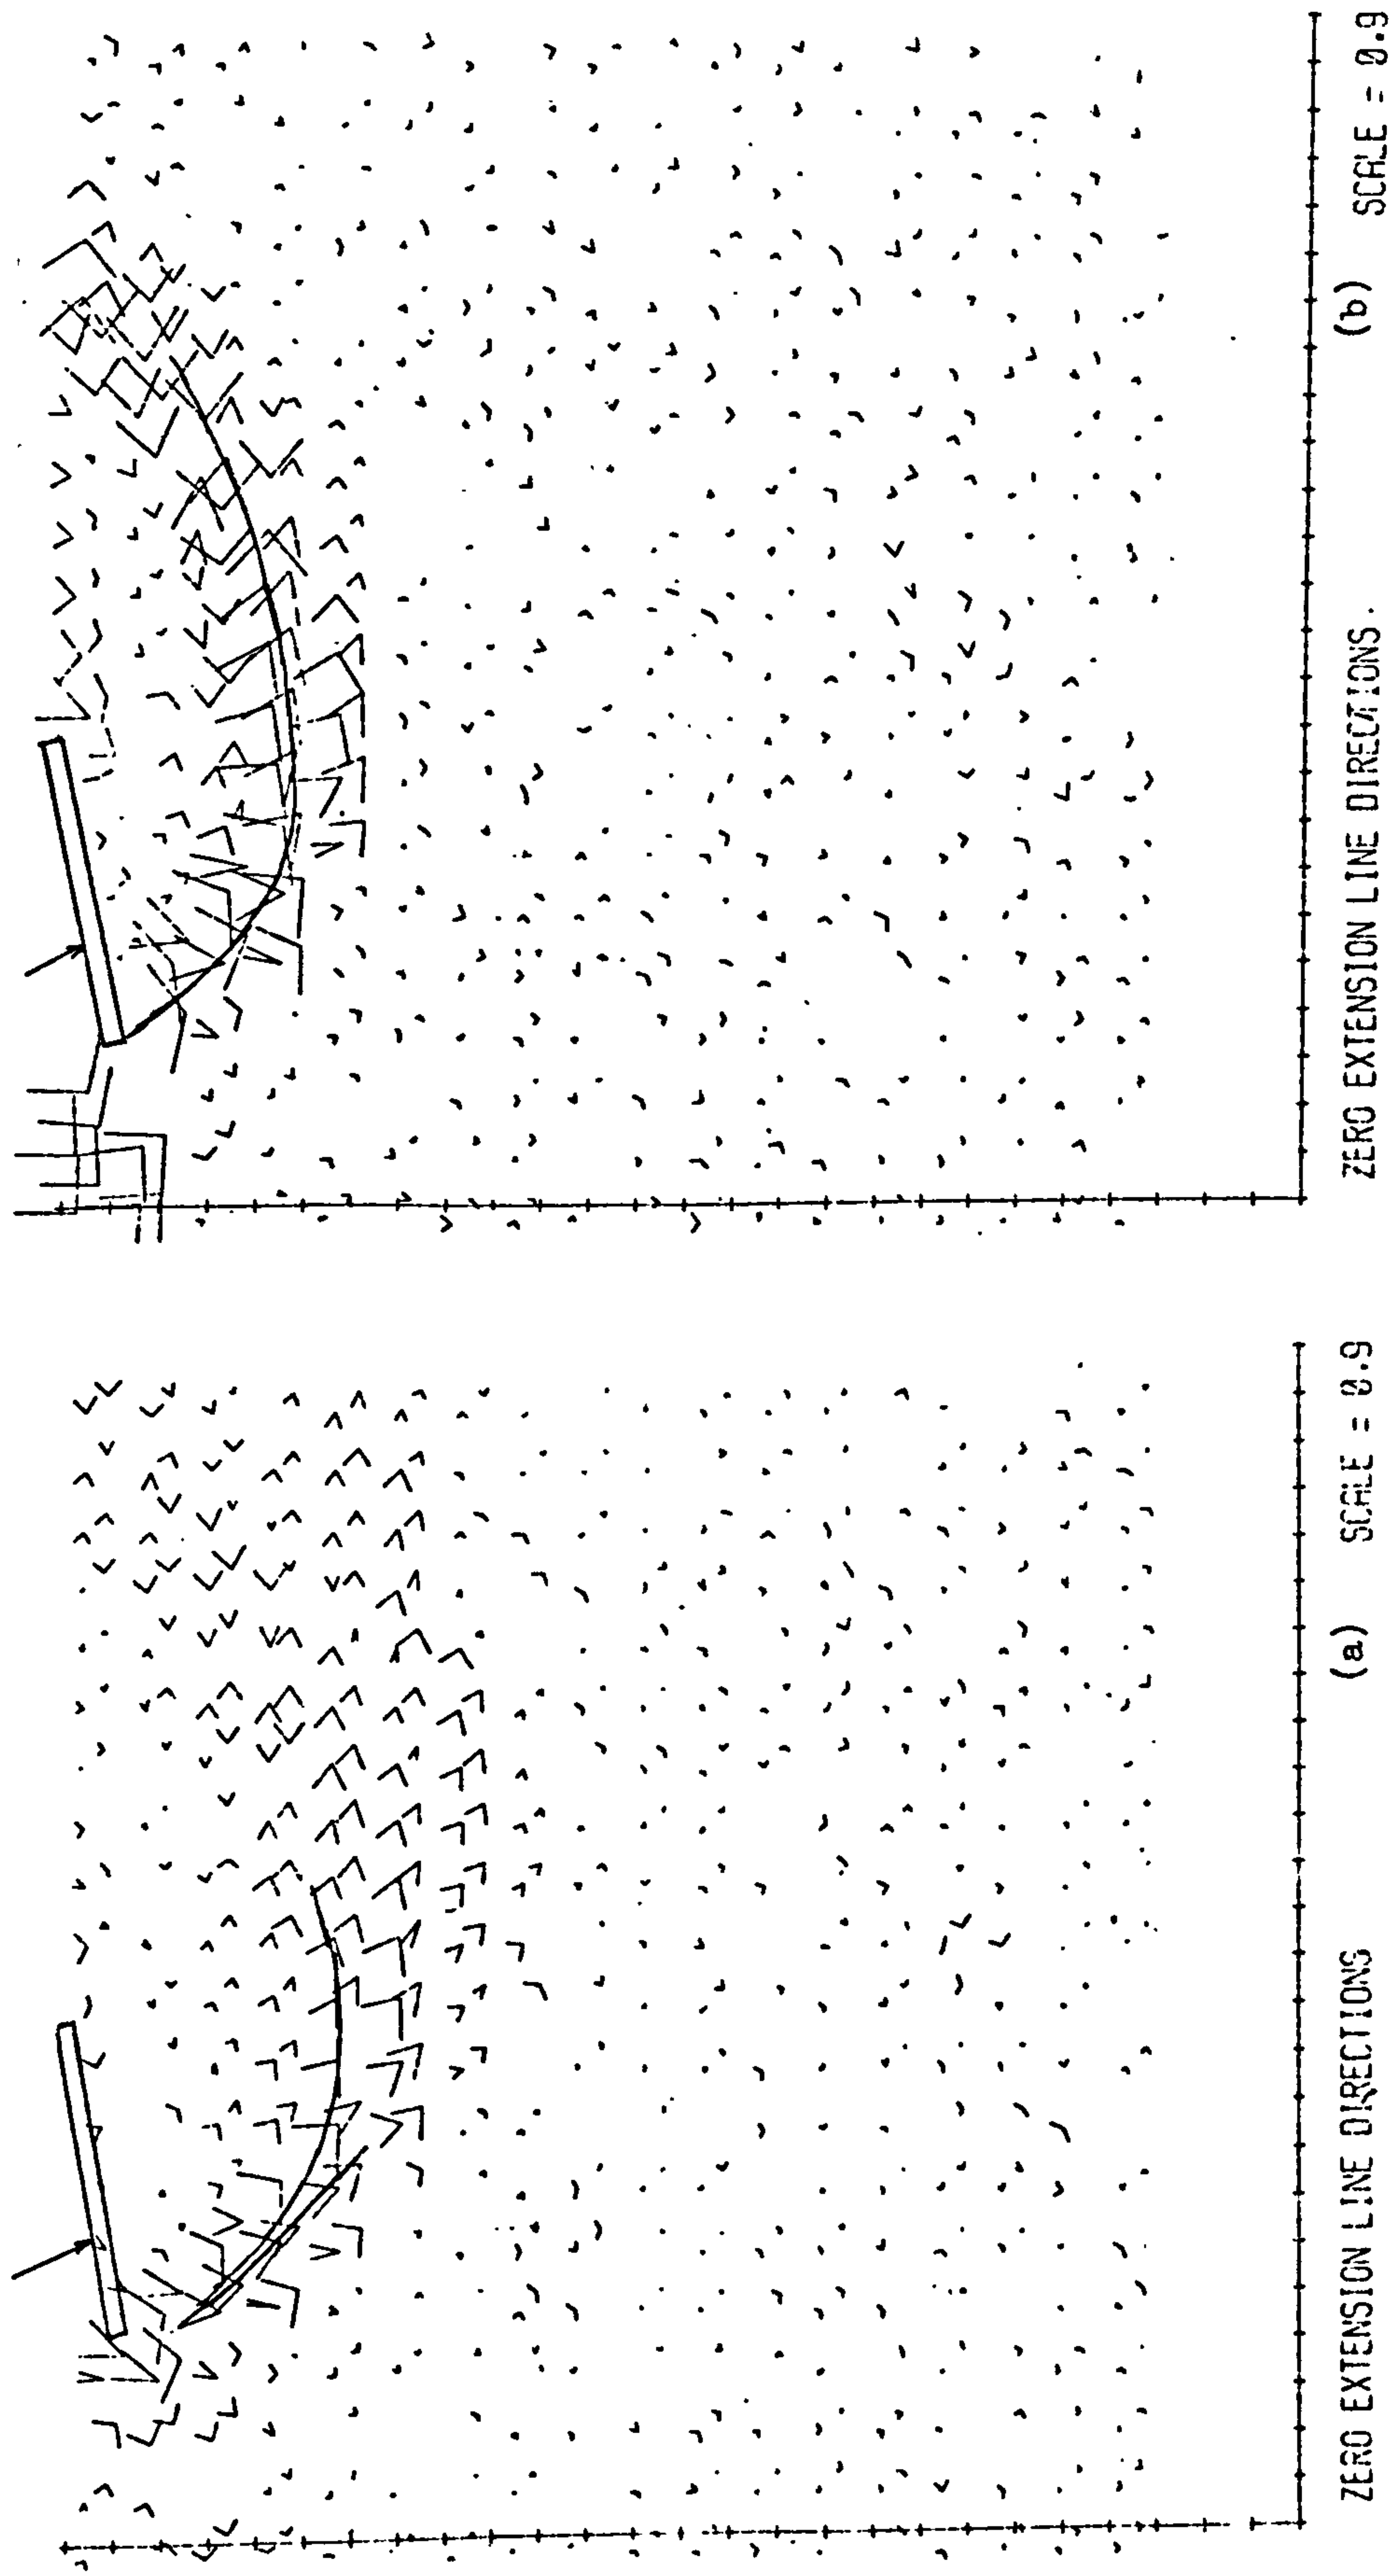 ZERO EXTENSION LINE DIRECTIONS
(a) SCALE = 0.9
ZERO EXTENSION LINE DIRECTIONS.
(b) SCALE = 0.9